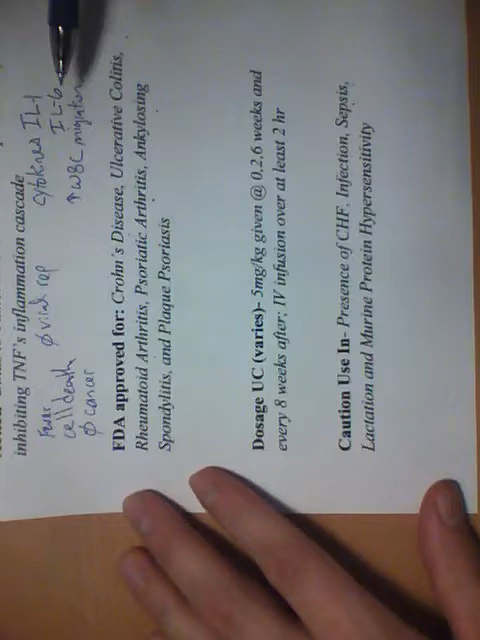 inhibiting TNF's inflammation cascade
Fever
cell death
Ø cancer
Ø viral rep
cytokines IL-1
IL-6
↑ WBC migration
FDA approved for: Crohn's Disease, Ulcerative Colitis,
Rheumatoid Arthritis, Psoriatic Arthritis, Ankylosing
Spondylitis, and Plaque Psoriasis
Dosage UC (varies)- 5mg/kg given @ 0,2,6 weeks and
every 8 weeks after; IV infusion over at least 2 hr
Caution Use In- Presence of CHF, Infection, Sepsis,
Lactation and Murine Protein Hypersensitivity